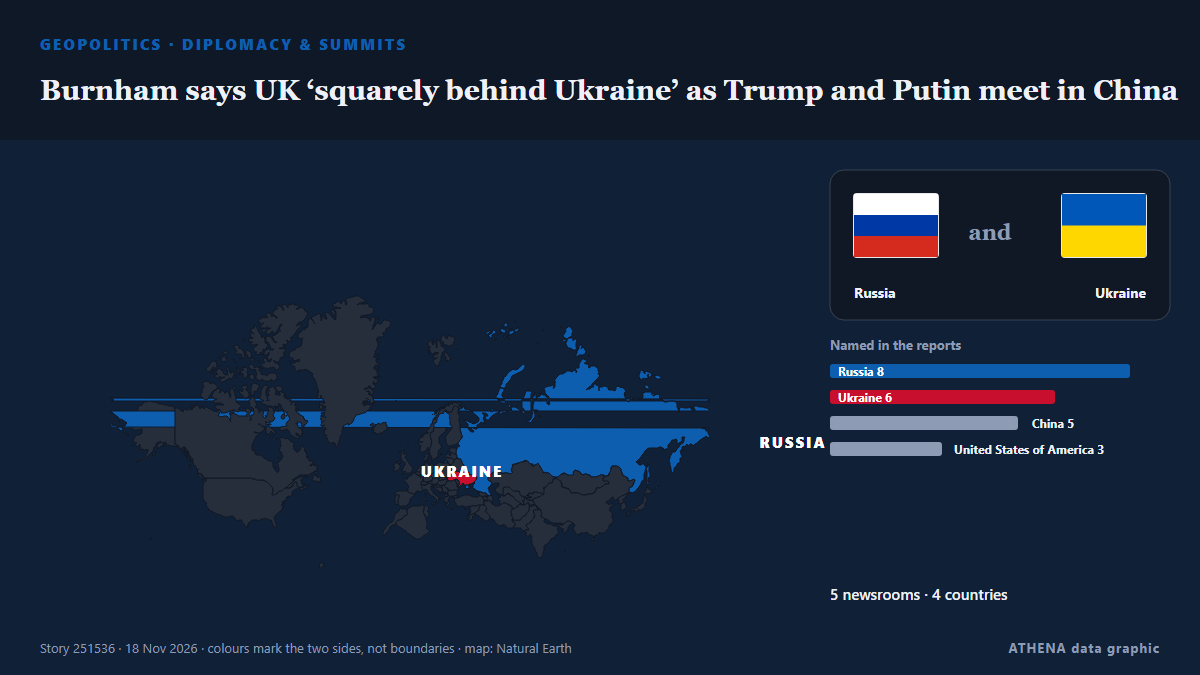 GEOPOLITICS · DIPLOMACY & SUMMITS
Burnham says UK ‘squarely behind Ukraine’ as Trump and Putin meet in China
and
Russia
Ukraine
Named in the reports
Russia 8
Ukraine 6
China 5
United States of America 3
RUSSIA
UKRAINE
5 newsrooms · 4 countries
Story 251536 · 18 Nov 2026 · colours mark the two sides, not boundaries · map: Natural Earth
ATHENA data graphic